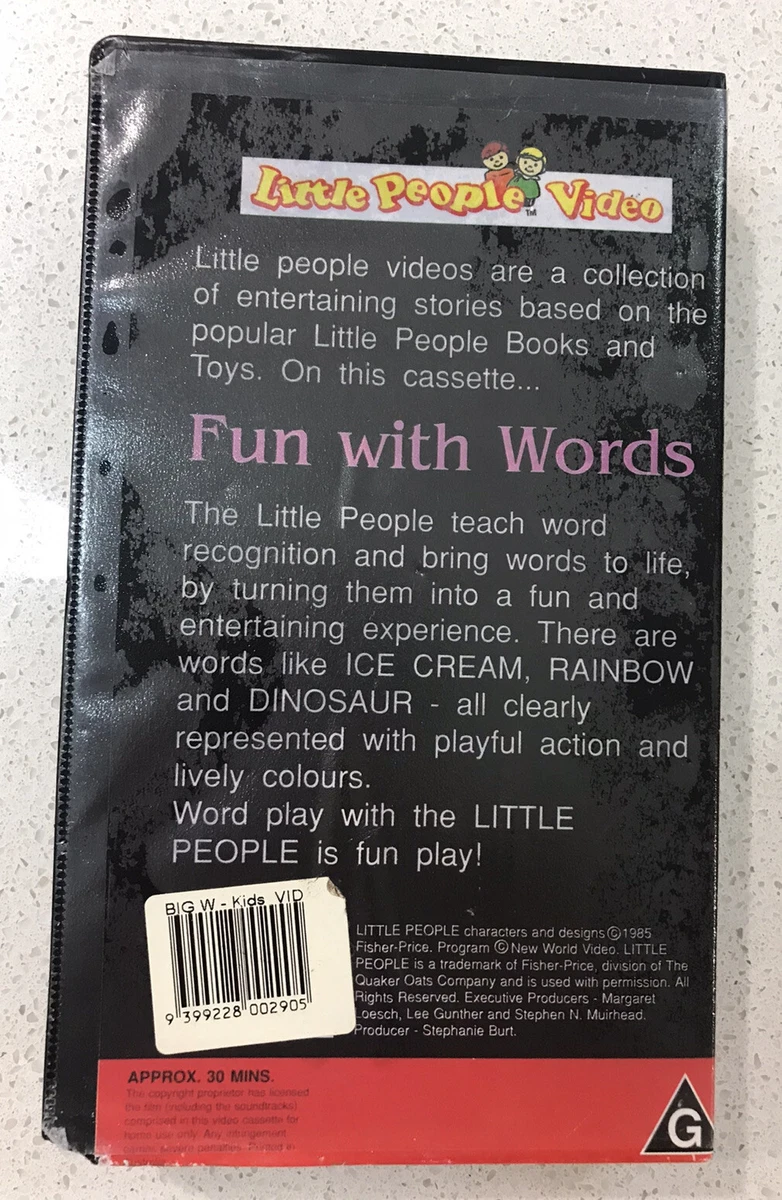 Little People Video
TM
Little people videos are a collection
of entertaining stories based on the
popular Little People Books and
Toys. On this cassette...
Fun with Words
The Little People teach word
recognition and bring words to life,
by turning them into a fun and
entertaining experience. There are
words like ICE CREAM, RAINBOW
and DINOSAUR - all clearly
represented with playful action and
lively colours.
Word play with the LITTLE
PEOPLE is fun play!
BIG W - Kids VID
9 399228 002905
LITTLE PEOPLE characters and designs ©1985
Fisher-Price. Program © New World Video. LITTLE
PEOPLE is a trademark of Fisher-Price, division of The
Quaker Oats Company and is used with permission. All
Rights Reserved. Executive Producers - Margaret
Loesch, Lee Gunther and Stephen N. Muirhead.
Producer - Stephanie Burt.
APPROX. 30 MINS.
The copyright proprietor has licensed
the film (including the soundtracks)
comprised in this video cassette for
home use only. Any infringement
carries severe penalties. Printed in
G